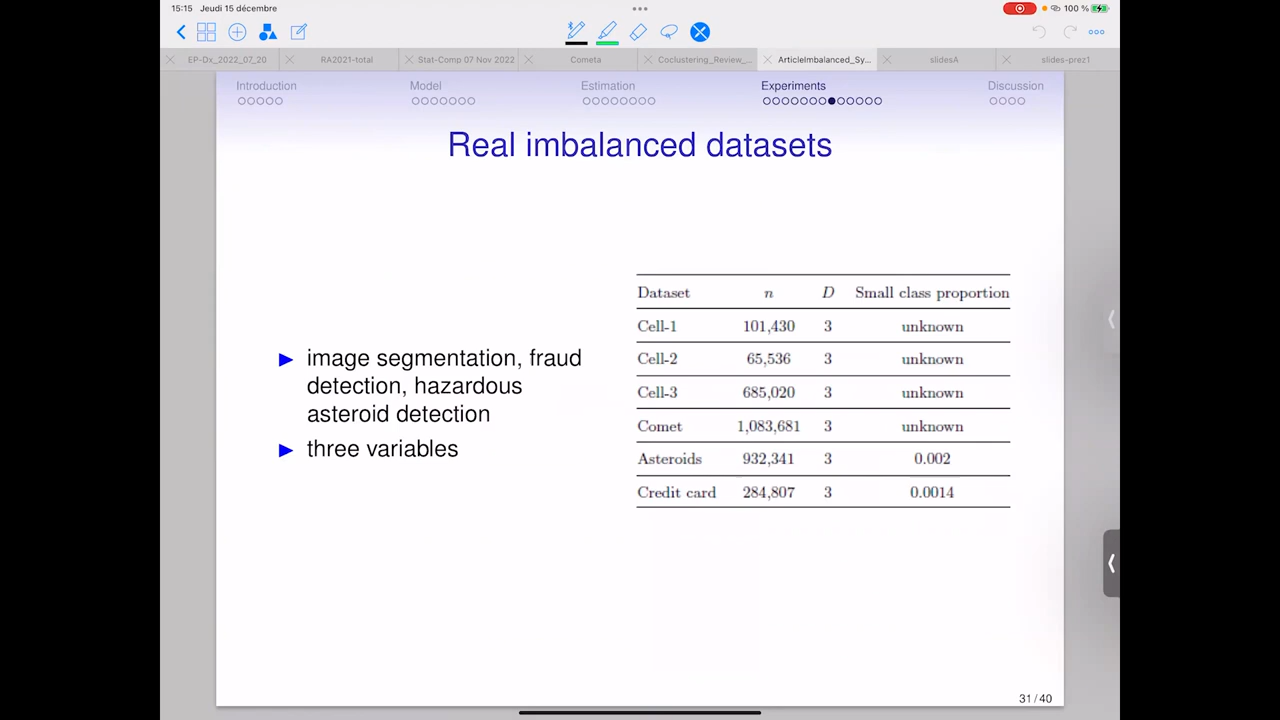 15:15 Jeudi 15 décembre
100 %
EP-Dx_2022_07_20
RA2021-total
Stat-Comp 07 Nov 2022
Cometa
Coclustering_Review_...
ArticleImbalanced_Sy...
slidesA
slides-prez1
Introduction Model Estimation Experiments Discussion
Real imbalanced datasets
image segmentation, fraud
detection, hazardous
asteroid detection
three variables
Dataset n D Small class proportion
Cell-1 101,430 3 unknown
Cell-2 65,536 3 unknown
Cell-3 685,020 3 unknown
Comet 1,083,681 3 unknown
Asteroids 932,341 3 0.002
Credit card 284,807 3 0.0014
31 / 40